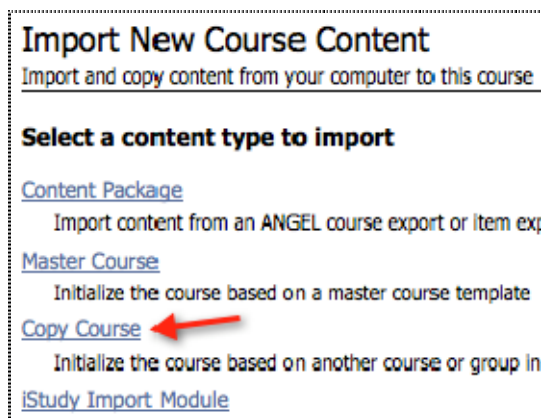 Import New Course Content
Import and copy content from your computer to this course
Select a content type to import
Content Package
Import content from an ANGEL course export or item exp
Master Course
Initialize the course based on a master course template
Copy Course
Initialize the course based on another course or group in
iStudy Import Module